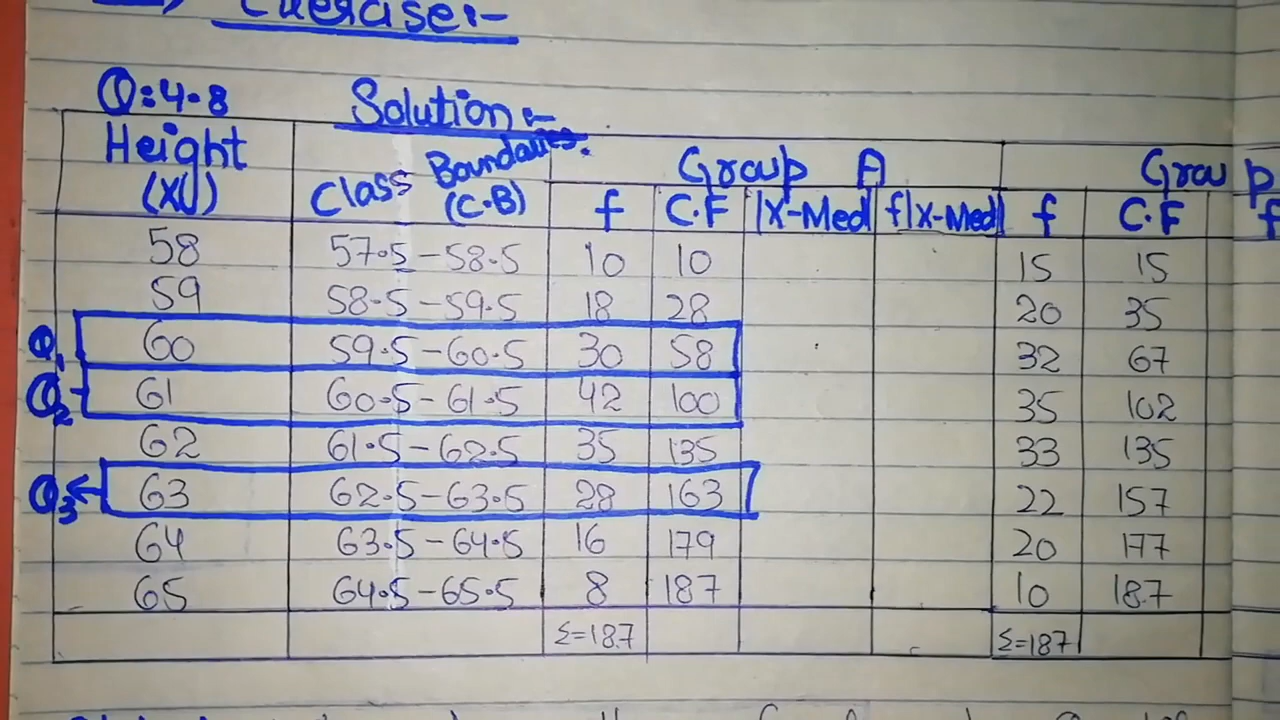 Exercise:-
Q:4.8 Solution:-
Height (X) Class Boundaries. (C.B) Group A Group
f C.F |X-Med| f|X-Med| f C.F f
58 57.5-58.5 10 10 15 15
59 58.5-59.5 18 28 20 35
Q1 60 59.5-60.5 30 58 32 67
Q2 61 60.5-61.5 42 100 35 102
62 61.5-62.5 35 135 33 135
Q3 63 62.5-63.5 28 163 22 157
64 63.5-64.5 16 179 20 177
65 64.5-65.5 8 187 10 187
Σ=187 Σ=187